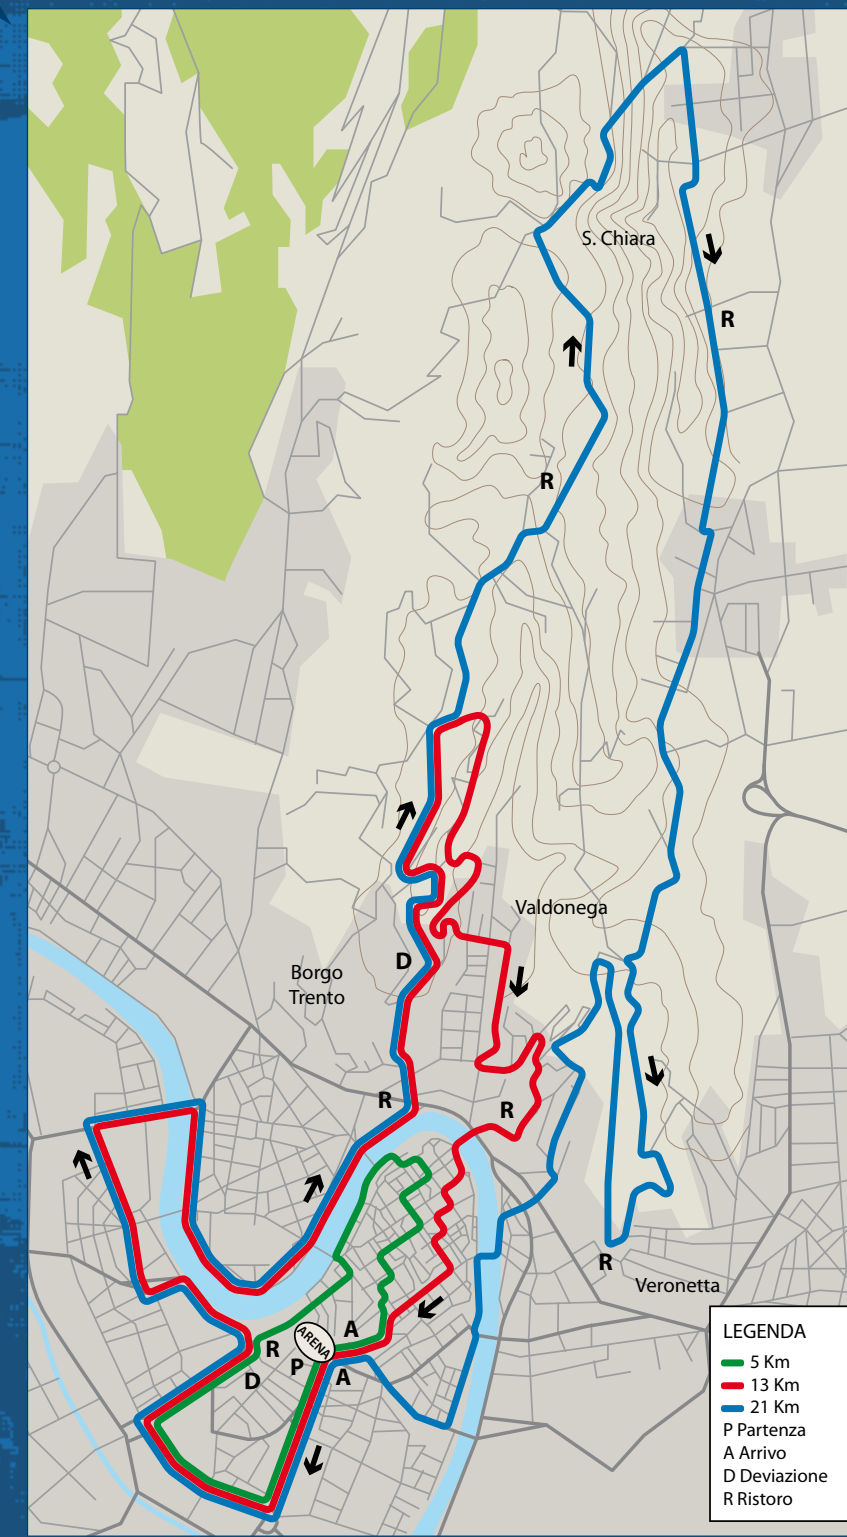 S. Chiara
R
R
Valdonega
D
Borgo
Trento
R
R
R
Veronetta
ARENA
A
R
P
A
D
LEGENDA
5 Km
13 Km
21 Km
P Partenza
A Arrivo
D Deviazione
R Ristoro